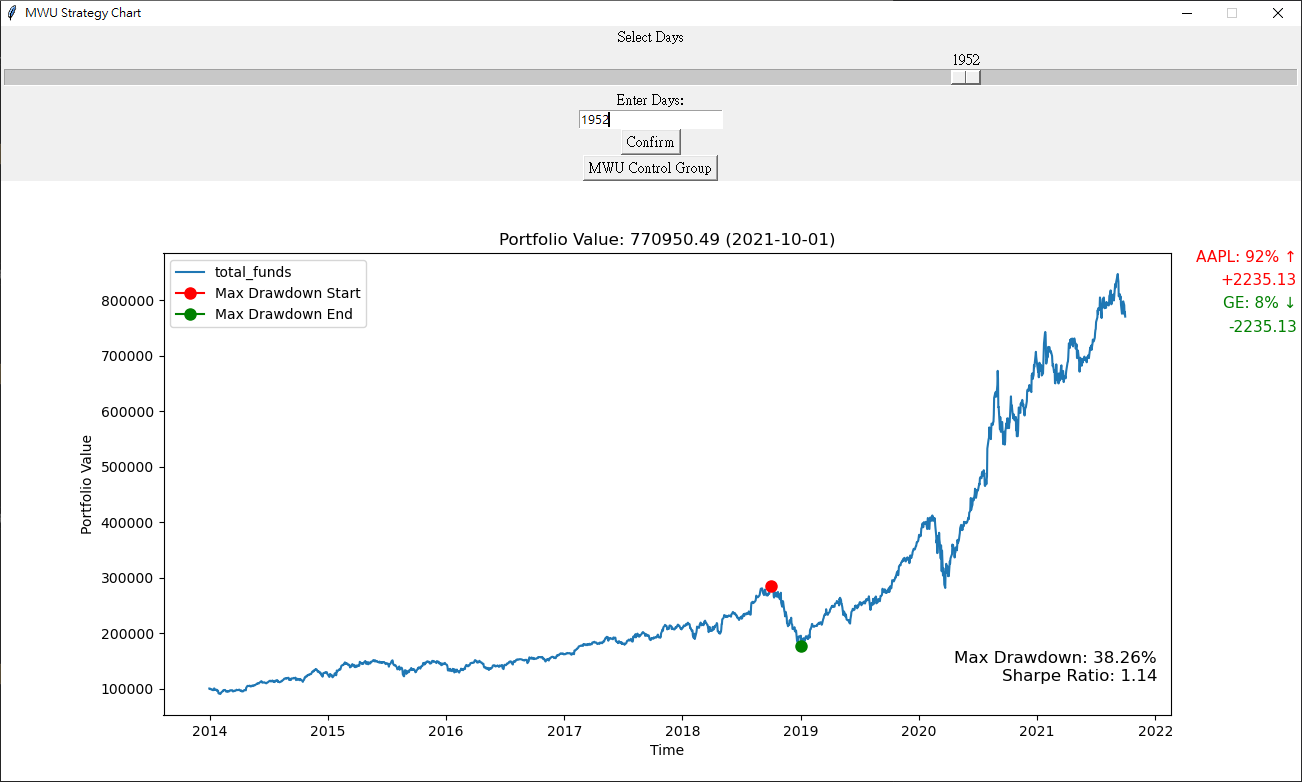 MWU Strategy Chart
Select Days
1952
Enter Days:
1952
Confirm
MWU Control Group
Portfolio Value: 770950.49 (2021-10-01)
AAPL: 92% ↑
+2235.13
GE: 8% ↓
-2235.13
total_funds
Max Drawdown Start
Max Drawdown End
800000
700000
600000
500000
400000
300000
200000
100000
Portfolio Value
Max Drawdown: 38.26%
Sharpe Ratio: 1.14
2014 2015 2016 2017 2018 2019 2020 2021 2022
Time